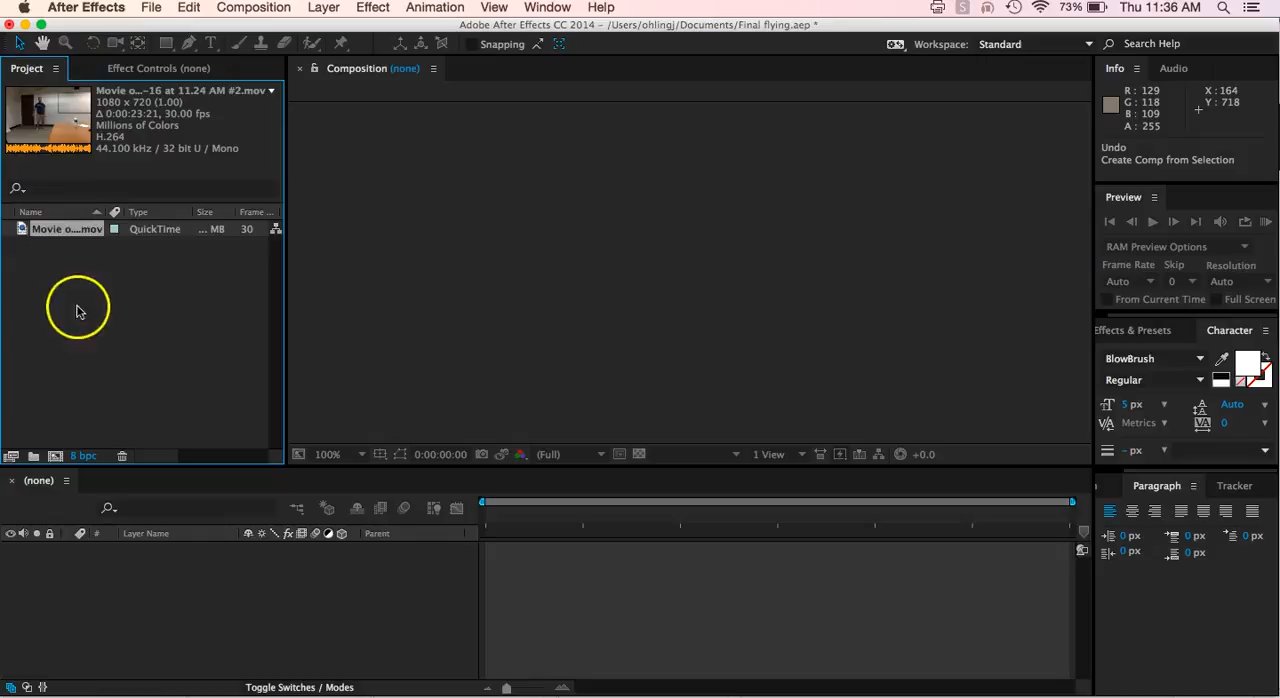 After Effects File Edit Composition Layer Effect Animation View Window Help 73% Thu 11:36 AM
Adobe After Effects CC 2014 - /Users/ohlingj/Documents/Final flying.aep *
Snapping Workspace: Standard Search Help
Project Effect Controls (none) Composition (none) Info Audio
Movie o...-16 at 11.24 AM #2.mov
1080 x 720 (1.00)
Δ 0:00:23:21, 30.00 fps
Millions of Colors
H.264
44.100 kHz / 32 bit U / Mono
R : 129 X : 164
G : 118 Y : 718
B : 109
A : 255
Undo
Create Comp from Selection
Preview
Name Type Size Frame ...
Movie o....mov QuickTime ... MB 30
RAM Preview Options
Frame Rate Skip Resolution
Auto 0 Auto
From Current Time Full Screen
Effects & Presets Character
BlowBrush
Regular
5 px Auto
Metrics 0
- px
8 bpc 100% 0:00:00:00 (Full) 1 View +0.0
(none) Paragraph Tracker
# Layer Name Parent
0 px 0 px 0 px
0 px 0 px
Toggle Switches / Modes